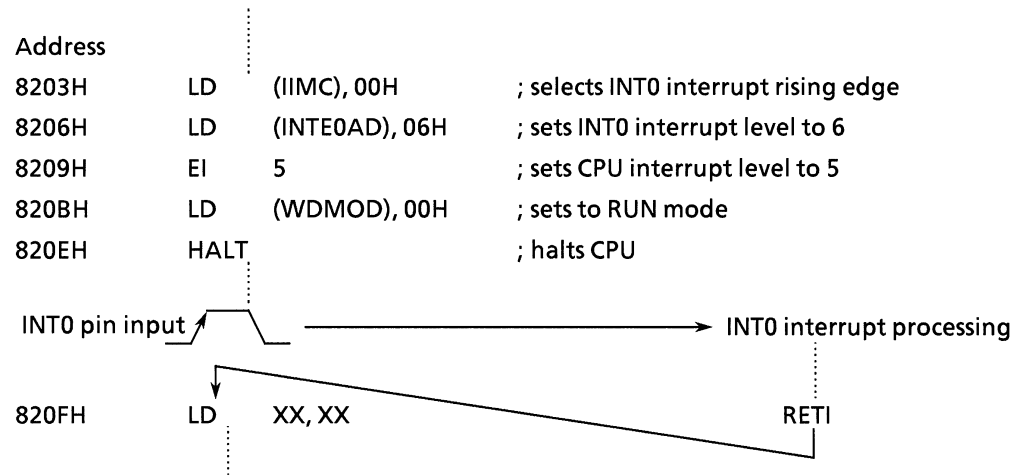 Address
8203H LD (IIMC), 00H ; selects INT0 interrupt rising edge
8206H LD (INTE0AD), 06H ; sets INT0 interrupt level to 6
8209H EI 5 ; sets CPU interrupt level to 5
820BH LD (WDMOD), 00H ; sets to RUN mode
820EH HALT ; halts CPU
INT0 pin input INT0 interrupt processing
820FH LD XX, XX RETI